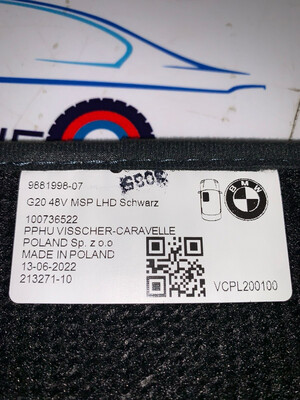 NE
9881998-07
G20 48V MSP LHD Schwarz
100736522
PPHU VISSCHER-CARAVELLE
POLAND Sp. z o.o
MADE IN POLAND
13-06-2022
213271-10
BMW
VCPL200100